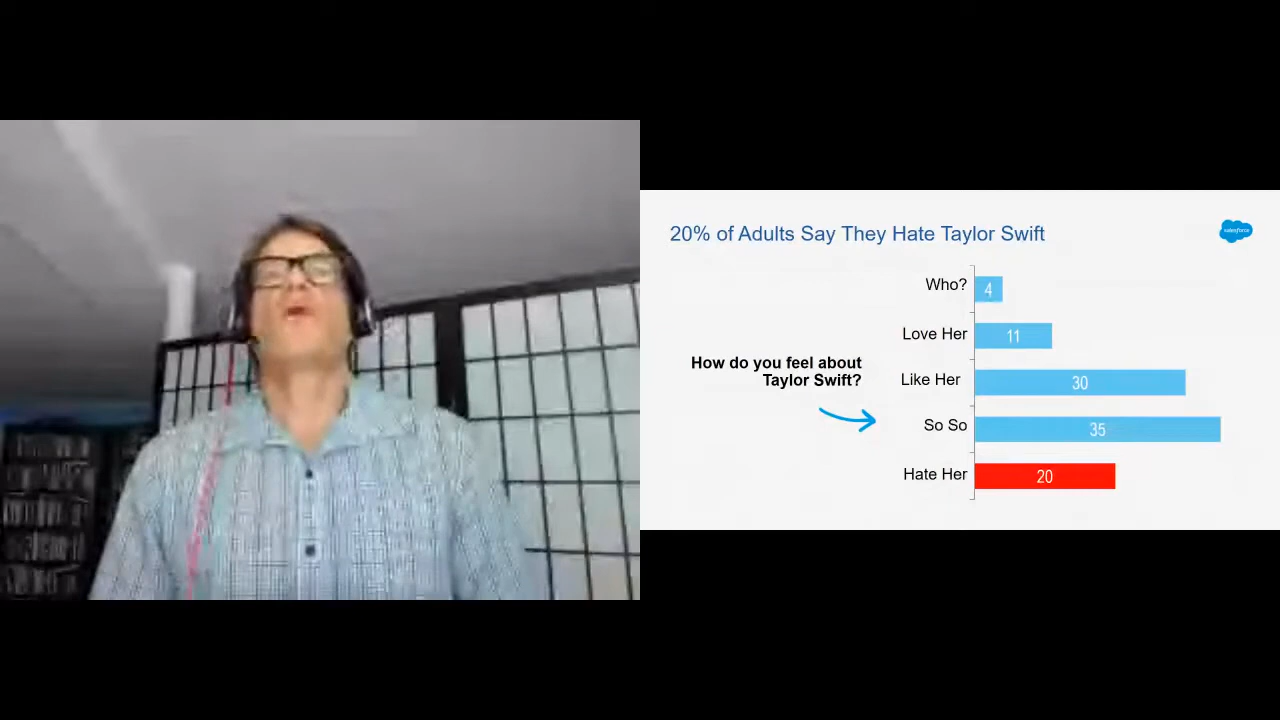 20% of Adults Say They Hate Taylor Swift
salesforce
How do you feel about
Taylor Swift?
Who? 4
Love Her 11
Like Her 30
So So 35
Hate Her 20